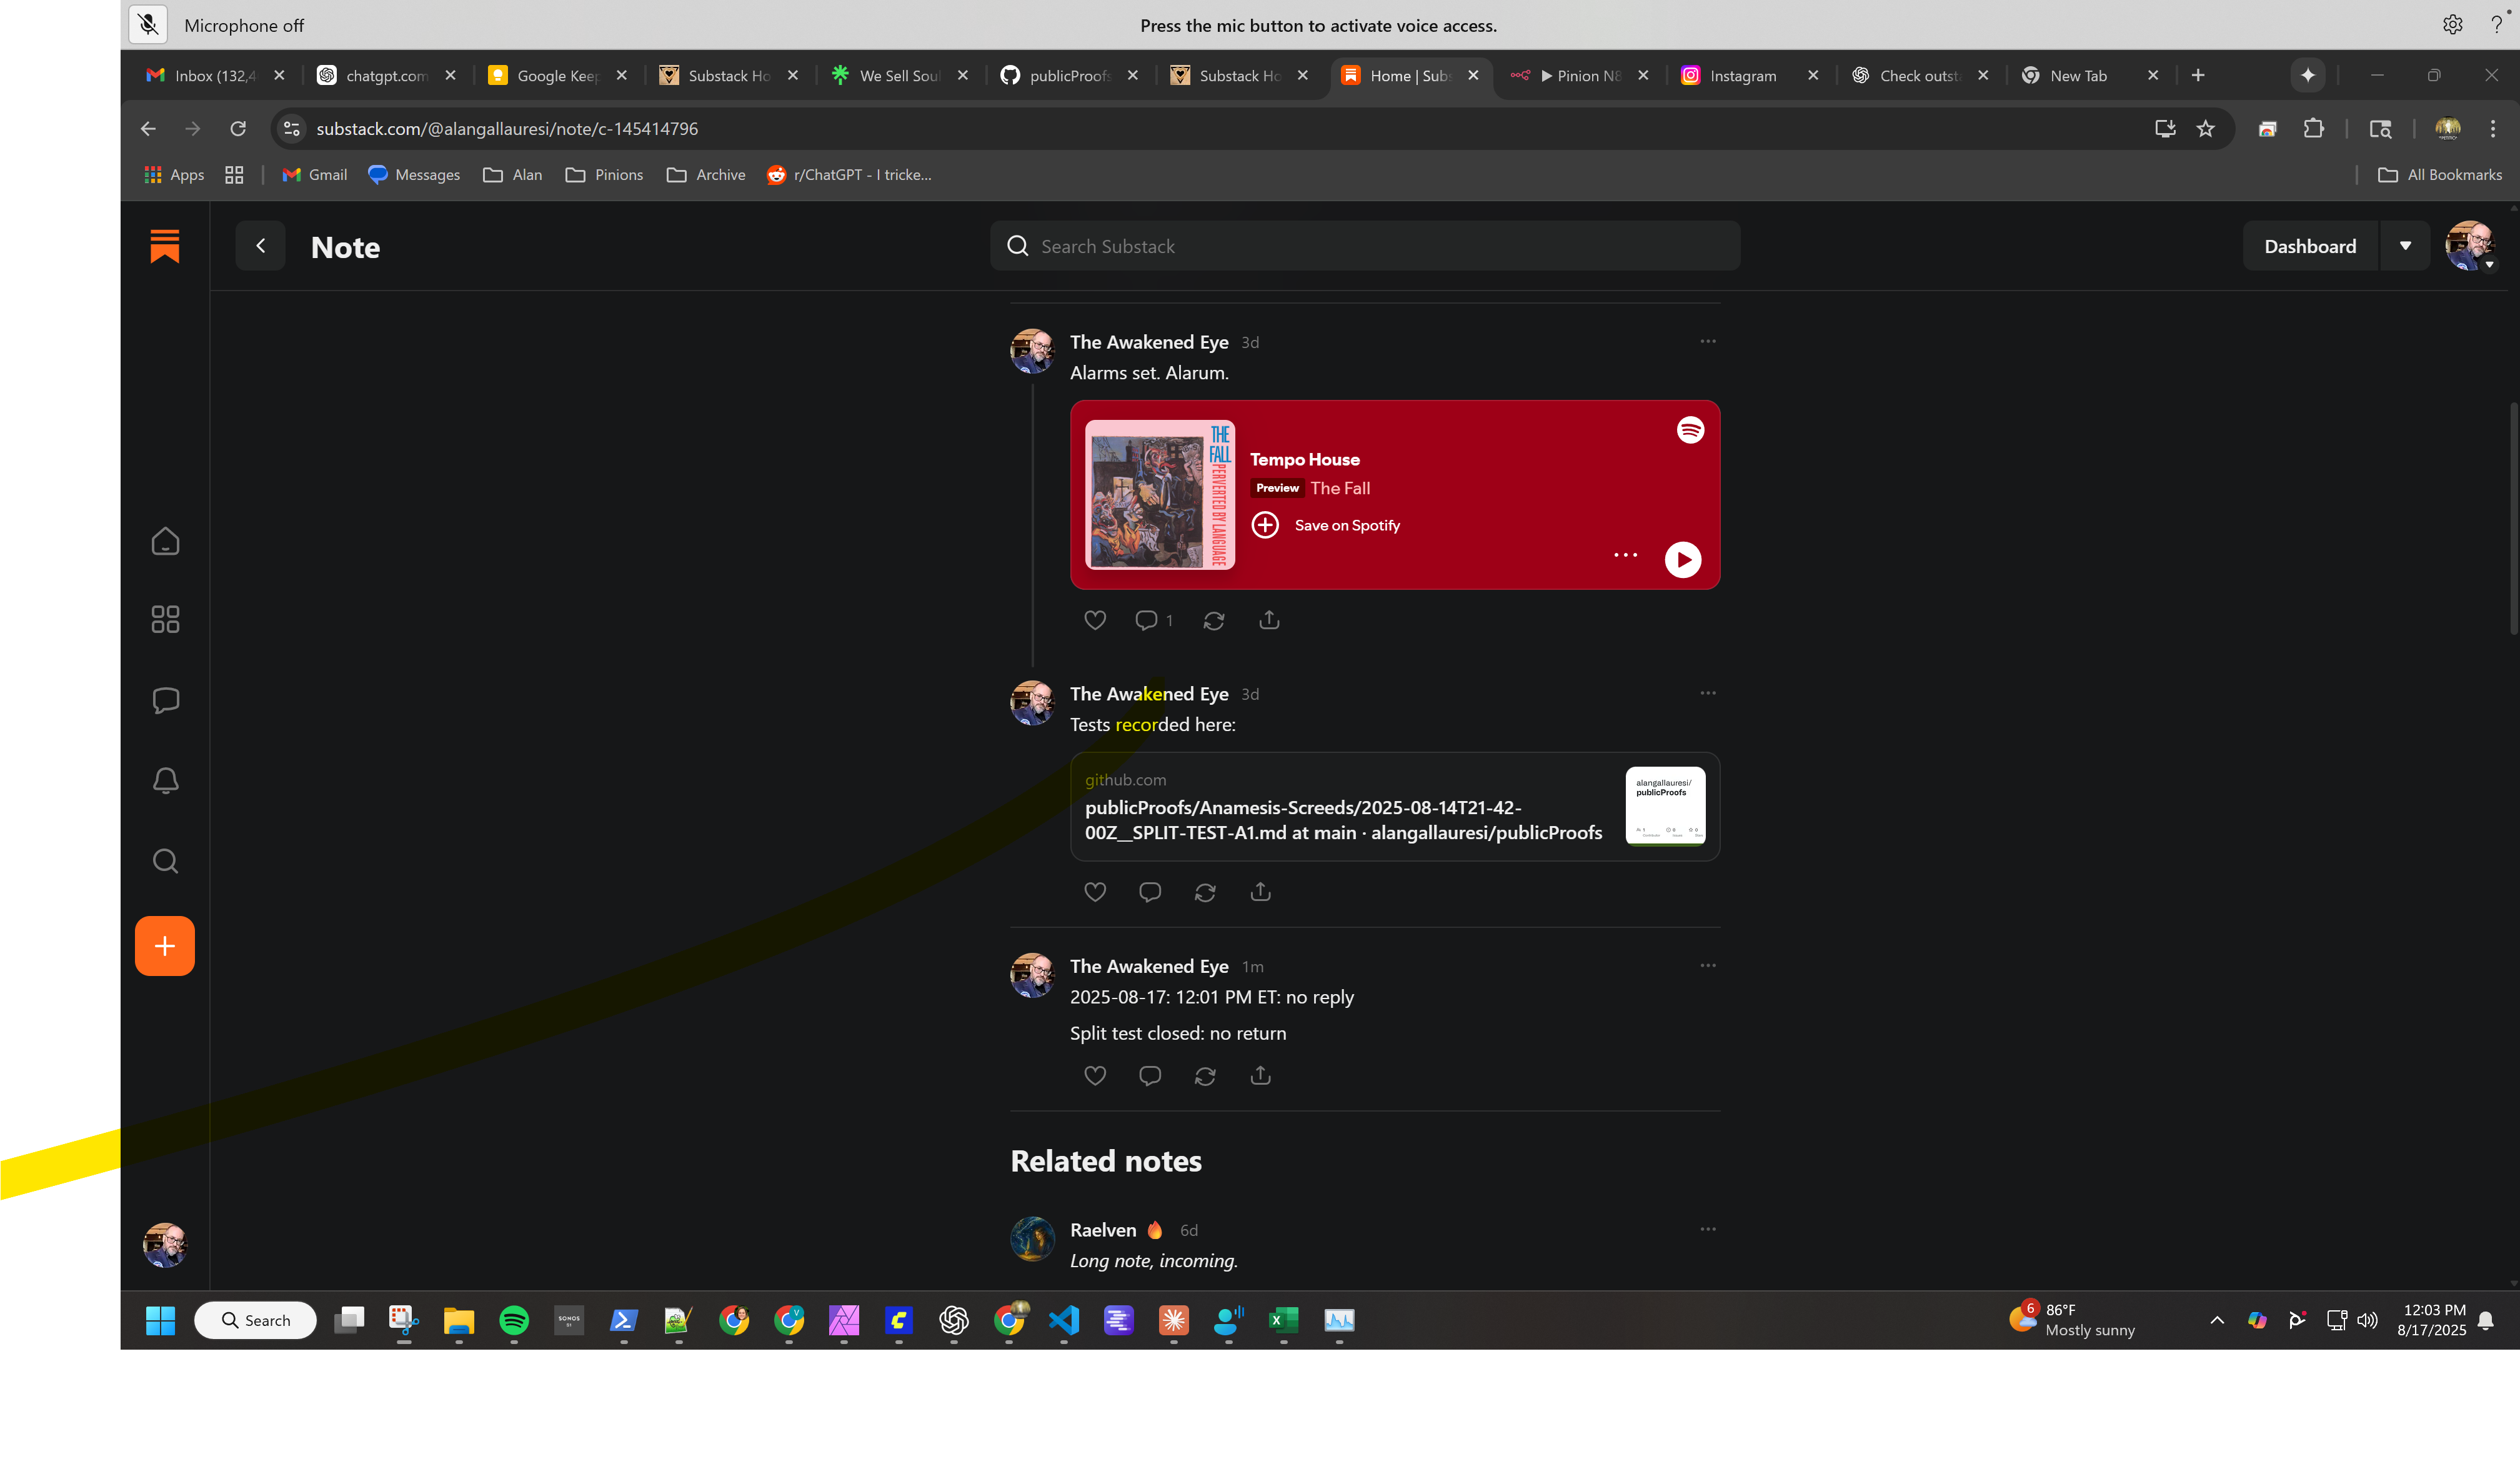 Microphone off
Press the mic button to activate voice access.
Inbox (132,4
chatgpt.com
Google Keep
Substack Ho
We Sell Soul
publicProofs
Substack Ho
Home | Subs
Pinion N8
Instagram
Check outsta
New Tab
substack.com/@alangallauresi/note/c-145414796
Apps
Gmail
Messages
Alan
Pinions
Archive
r/ChatGPT - I tricke...
All Bookmarks
Note
Search Substack
Dashboard
The Awakened Eye 3d
Alarms set. Alarum.
THE FALL
PERVERTED BY LANGUAGE
Tempo House
Preview The Fall
Save on Spotify
1
The Awakened Eye 3d
Tests recorded here:
github.com
publicProofs/Anamesis-Screeds/2025-08-14T21-42-
00Z__SPLIT-TEST-A1.md at main · alangallauresi/publicProofs
alangallauresi/
publicProofs
The Awakened Eye 1m
2025-08-17: 12:01 PM ET: no reply
Split test closed: no return
Related notes
Raelven 🔥 6d
Long note, incoming.
Search
SONOS
S1
6
86°F
Mostly sunny
12:03 PM
8/17/2025